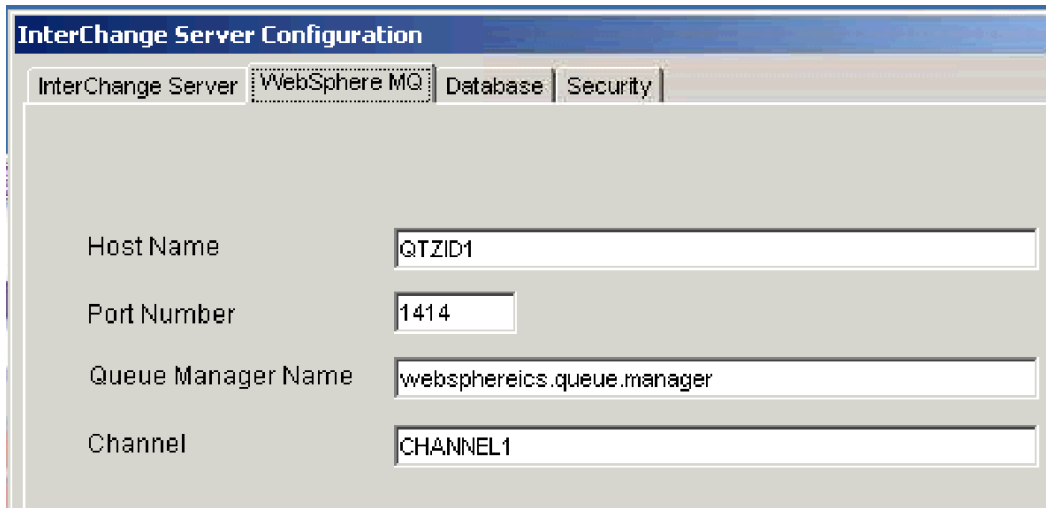 InterChange Server Configuration
InterChange Server WebSphere MQ Database Security
Host Name QTZID1
Port Number 1414
Queue Manager Name websphereics.queue.manager
Channel CHANNEL1